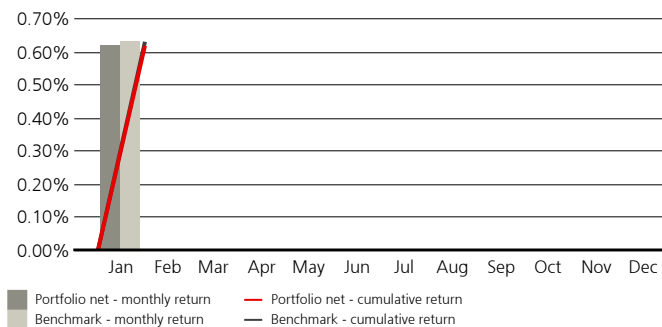 0.70%
0.60%
0.50%
0.40%
0.30%
0.20%
0.10%
0.00%
Jan Feb Mar Apr May Jun Jul Aug Sep Oct Nov Dec
Portfolio net - monthly return Portfolio net - cumulative return
Benchmark - monthly return Benchmark - cumulative return